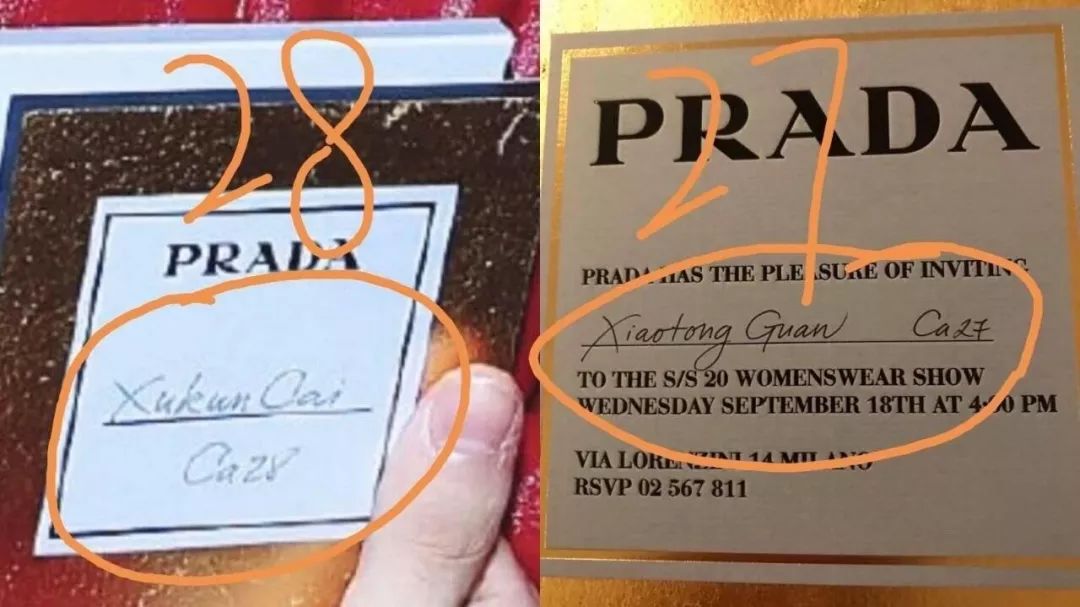 28
PRADA
Xukun Cai
Ca28
27
PRADA
PRADA HAS THE PLEASURE OF INVITING
Xiaotong Guan Ca27
TO THE S/S 20 WOMENSWEAR SHOW
WEDNESDAY SEPTEMBER 18TH AT 4:00 PM
VIA LORENZINI 14 MILANO
RSVP 02 567 811